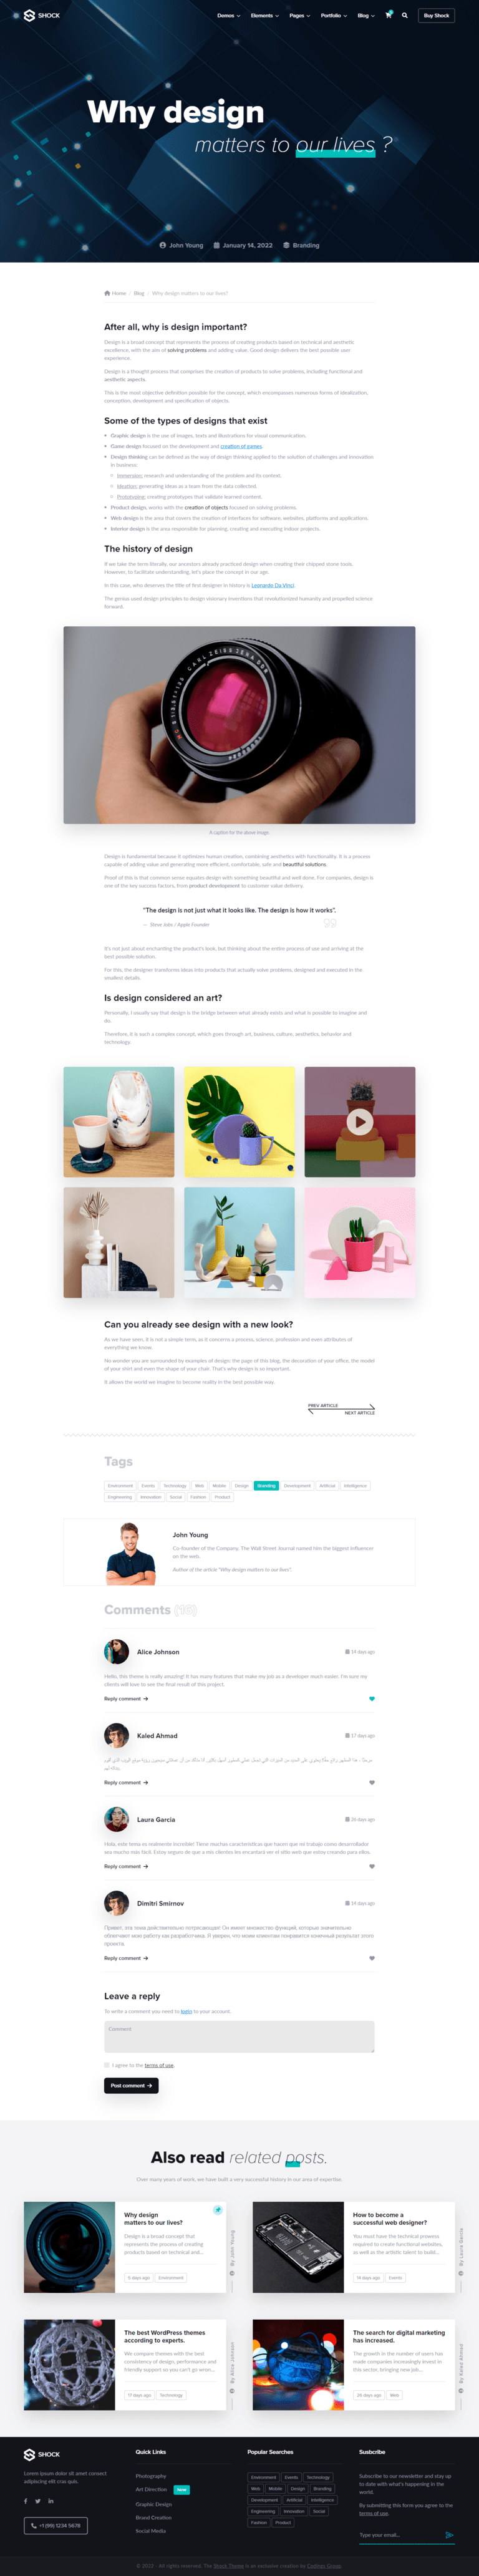 SHOCK
Demos Elements Pages Portfolio Blog Buy Shock
Why design
matters to our lives ?
John Young January 14, 2022 Branding
Home / Blog / Why design matters to our lives?
After all, why is design important?
Design is a broad concept that represents the process of creating products based on technical and aesthetic
excellence, with the aim of solving problems and adding value. Good design delivers the best possible user
experience.
Design is a thought process that comprises the creation of products to solve problems, including functional and
aesthetic aspects.
This is the most objective definition possible for the concept, which encompasses numerous forms of idealization,
conception, development and specification of objects.
Some of the types of designs that exist
Graphic design is the use of images, texts and illustrations for visual communication.
Game design focused on the development and creation of games.
Design thinking can be defined as the way of design thinking applied to the solution of challenges and innovation
in business:
Immersion: research and understanding of the problem and its context.
Ideation: generating ideas as a team from the data collected.
Prototyping: creating prototypes that validate learned content.
Product design works with the creation of objects focused on solving problems.
Web design is the area that covers the creation of interfaces for software, websites, platforms and applications.
Interior design is the area responsible for planning, creating and executing indoor projects.
The history of design
If we take the term literally, our ancestors already practiced design when creating their chipped stone tools.
However, to facilitate understanding, let's place the concept in our age.
In this case, who deserves the title of first designer in history is Leonardo Da Vinci.
The genius used design principles to design visionary inventions that revolutionized humanity and propelled science
forward.
A caption for the above image.
Design is fundamental because it optimizes human creation, combining aesthetics with functionality. It is a process
capable of adding value and generating more efficient, comfortable, safe and beautiful solutions.
Proof of this is that common sense equates design with something beautiful and well done. For companies, design is
one of the key success factors, from product development to customer value delivery.
"The design is not just what it looks like. The design is how it works".
— Steve Jobs / Apple Founder
It's not just about enchanting the product's look, but thinking about the entire process of use and arriving at the
best possible solution.
For this, the designer transforms ideas into products that actually solve problems, designed and executed in the
smallest details.
Is design considered an art?
Personally, I usually say that design is the bridge between what already exists and what is possible to imagine and
do.
Therefore, it is such a complex concept, which goes through art, business, culture, aesthetics, behavior and
technology.
Can you already see design with a new look?
As we have seen, it is not a simple term, as it concerns a process, science, profession and even attributes of
everything we know.
No wonder you are surrounded by examples of design: the page of this blog, the decoration of your office, the model
of your shirt and even the shape of your chair. That's why design is so important.
It allows the world we imagine to become reality in the best possible way.
PREV ARTICLE
NEXT ARTICLE
Tags
Environment Events Technology Web Mobile Design Branding Development Artificial Intelligence
Engineering Innovation Social Fashion Product
John Young
Co-founder of the Company. The Wall Street Journal named him the biggest influencer
on the web.
Author of the article "Why design matters to our lives".
Comments (16)
Alice Johnson 14 days ago
Hello, this theme is really amazing! It has many features that make my job as a developer much easier. I'm sure my
clients will love to see the final result of this project.
Reply comment
Kaled Ahmad 17 days ago
Reply comment
Laura Garcia 26 days ago
Hola, este tema es realmente increíble! Tiene muchas características que hacen que mi trabajo como desarrollador
sea mucho más fácil. Estoy seguro de que a mis clientes les encantará ver el sitio web que estoy creando para ellos.
Reply comment
Dimitri Smirnov 34 days ago
Привет, эта тема действительно потрясающая! Он имеет множество функций, которые значительно
облегчают мою работу как разработчика. Я уверен, что моим клиентам понравится конечный результат этого
проекта.
Reply comment
Leave a reply
To write a comment you need to login to your account.
Comment
I agree to the terms of use.
Post comment
Also read related posts.
Over many years of work, we have built a very successful history in our area of expertise.
Why design
matters to our lives?
Design is a broad concept that
represents the process of creating
products based on technical and...
5 days ago Environment
By John Young
How to become a
successful web designer?
You must have the technical prowess
required to create functional websites,
as well as the artistic talent to build...
14 days ago Events
By Laura Garcia
The best WordPress themes
according to experts.
We compare themes with the best
consistency of design, performance and
friendly support so you can't go wron...
17 days ago Technology
By Alice Johnson
The search for digital marketing
has increased.
The growth in the number of users has
made companies increasingly invest in
this sector, bringing new job...
26 days ago Web
By Kaled Ahmad
SHOCK
Lorem ipsum dolor sit amet consect
adipiscing elit cras quis.
+1 (99) 1234 5678
Quick Links
Photography
Art Direction New
Graphic Design
Brand Creation
Social Media
Popular Searches
Environment Events Technology
Web Mobile Design Branding
Development Artificial Intelligence
Engineering Innovation Social
Fashion Product
Susbcribe
Subscribe to our newsletter and stay up
to date with what's happening in the
world.
By submitting this form you agree to the
terms of use.
Type your email...
© 2022 - All rights reserved. The Shock Theme is an exclusive creation by Codings Group.